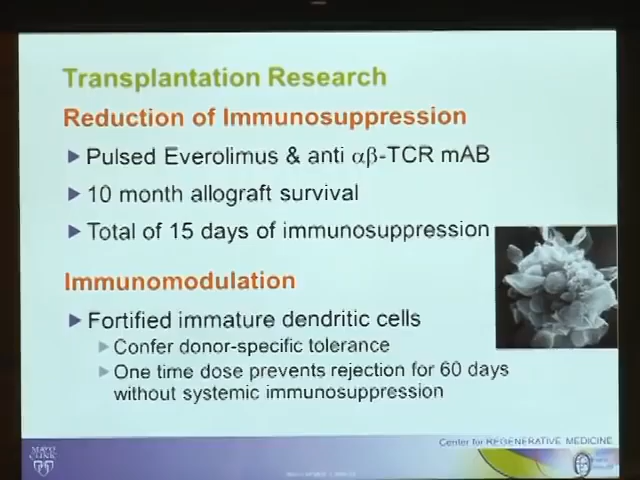 Transplantation Research
Reduction of Immunosuppression
Pulsed Everolimus & anti αβ-TCR mAB
10 month allograft survival
Total of 15 days of immunosuppression
Immunomodulation
Fortified immature dendritic cells
Confer donor-specific tolerance
One time dose prevents rejection for 60 days
without systemic immunosuppression
Center for REGENERATIVE MEDICINE
MAYO
CLINIC